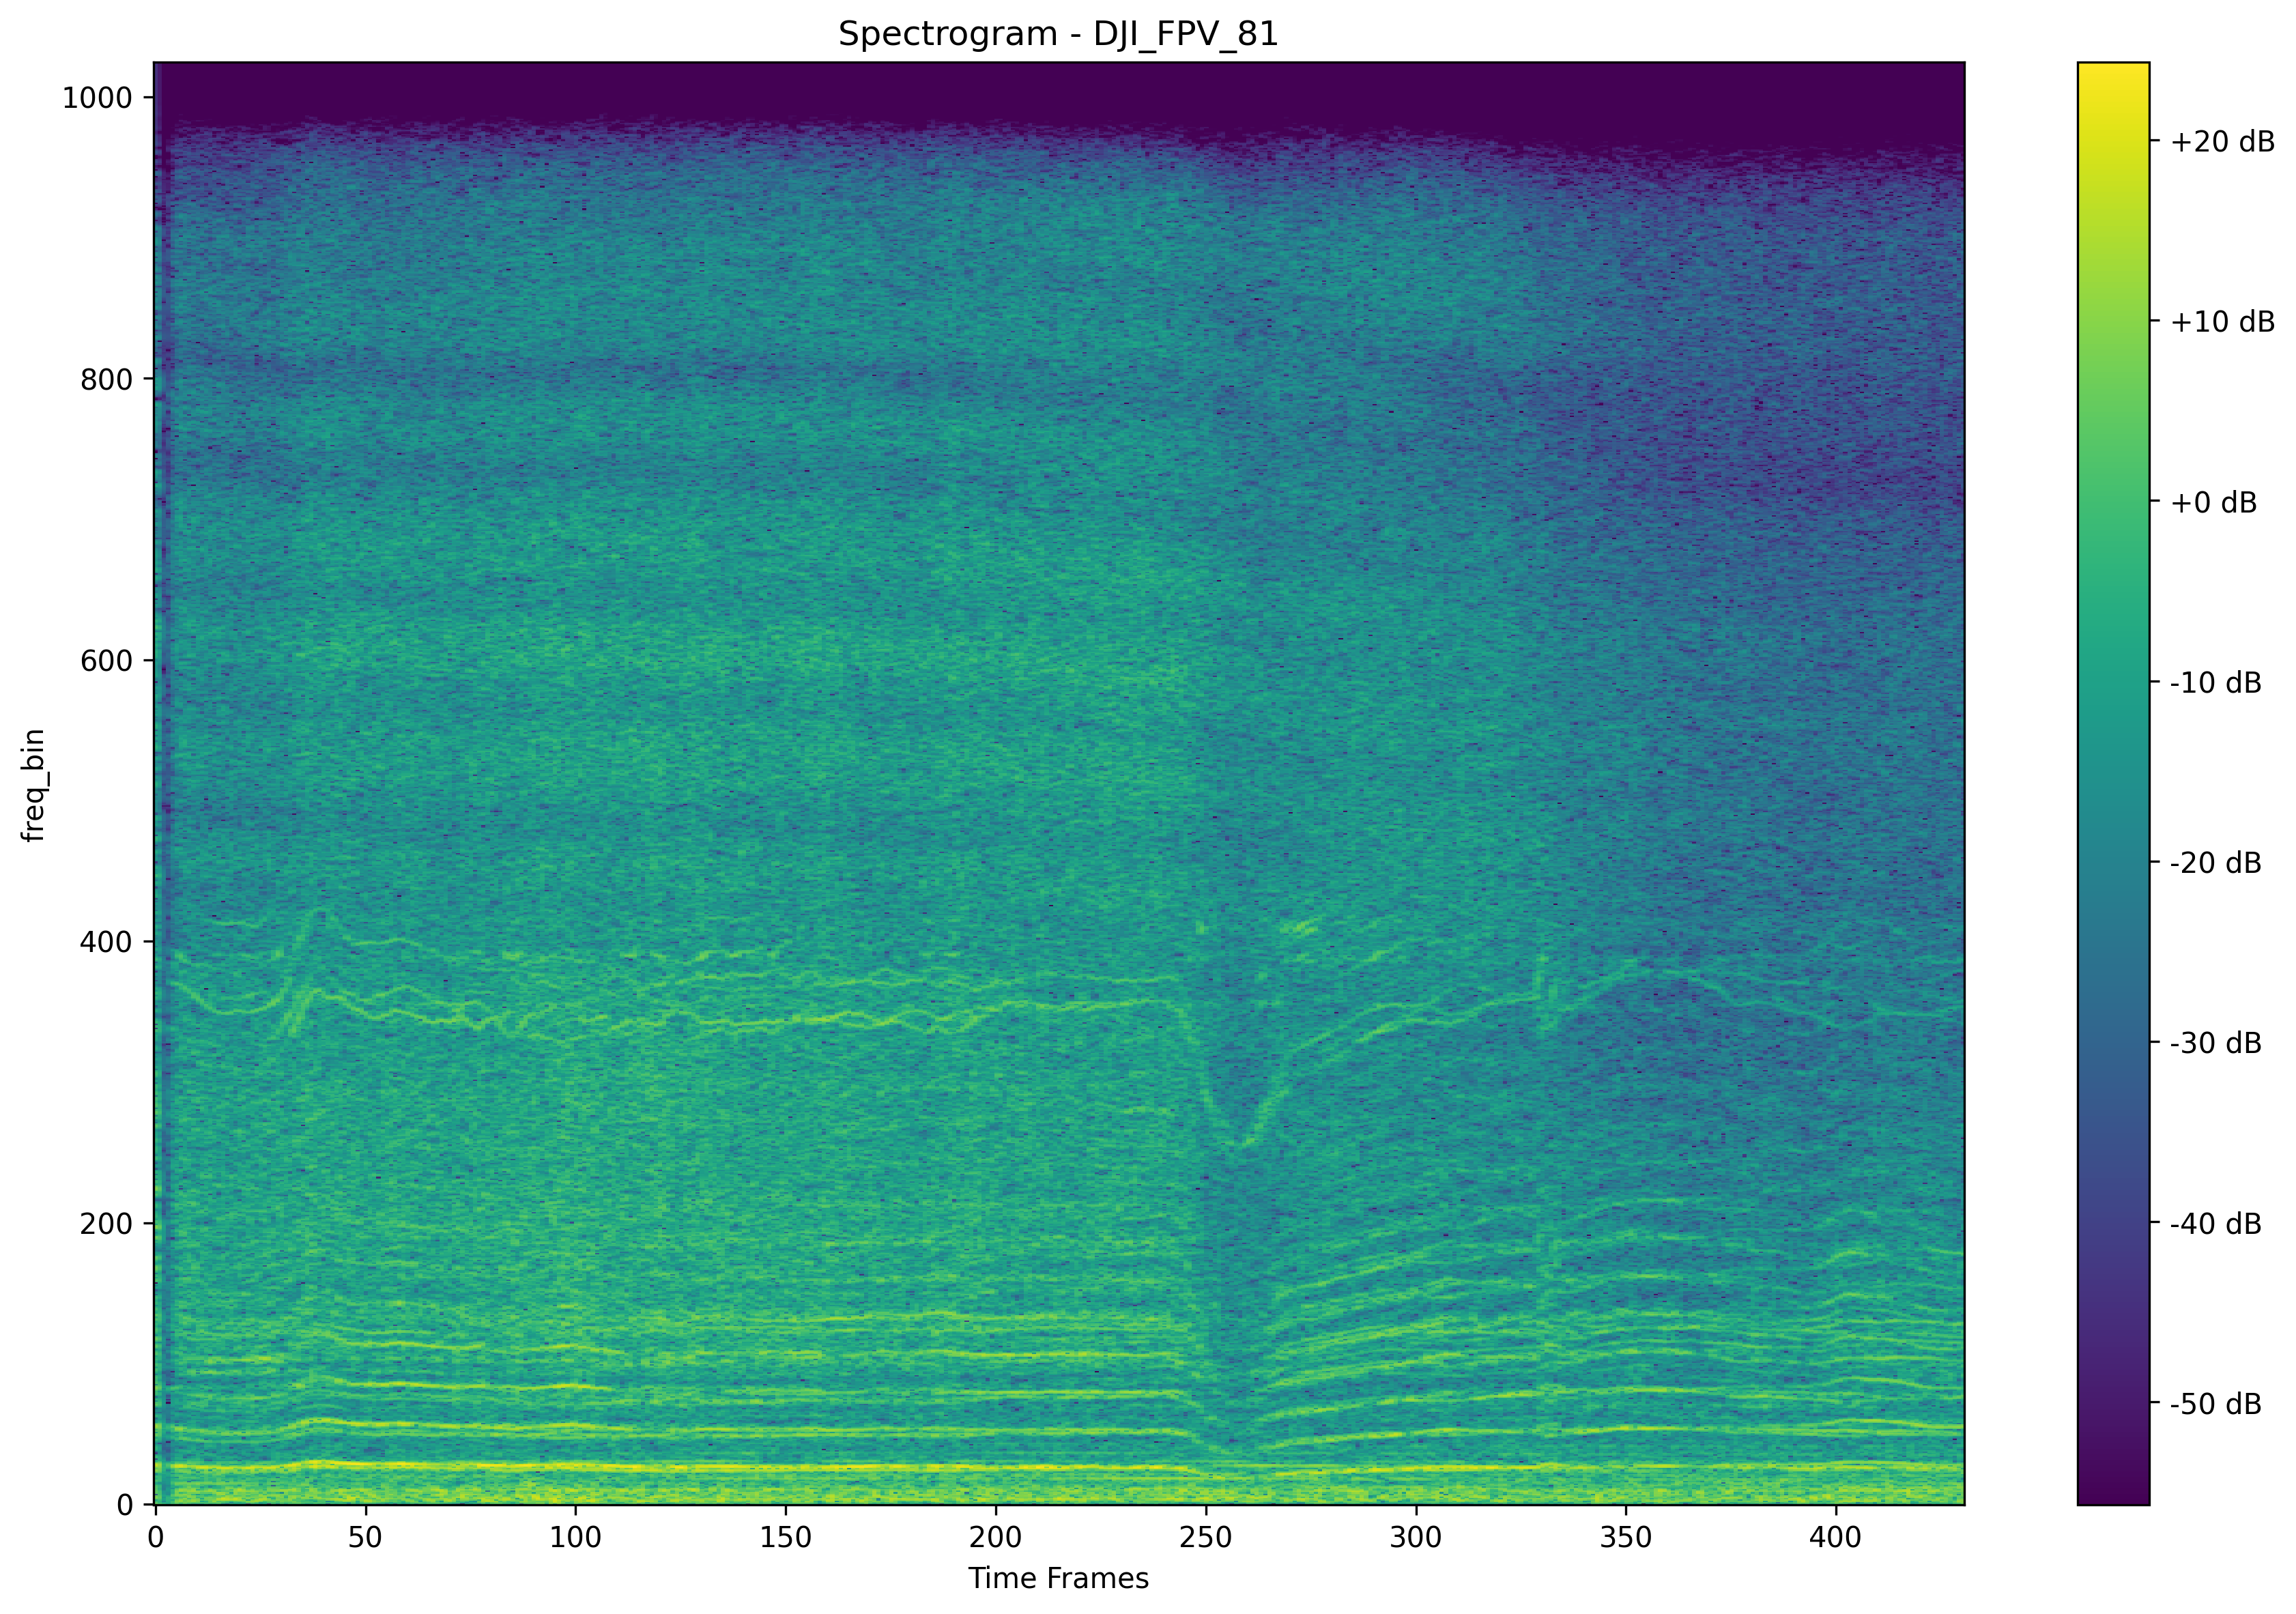 Spectrogram - DJI_FPV_81
1000
800
600
400
200
0
freq_bin
0 50 100 150 200 250 300 350 400
Time Frames
+20 dB
+10 dB
+0 dB
-10 dB
-20 dB
-30 dB
-40 dB
-50 dB